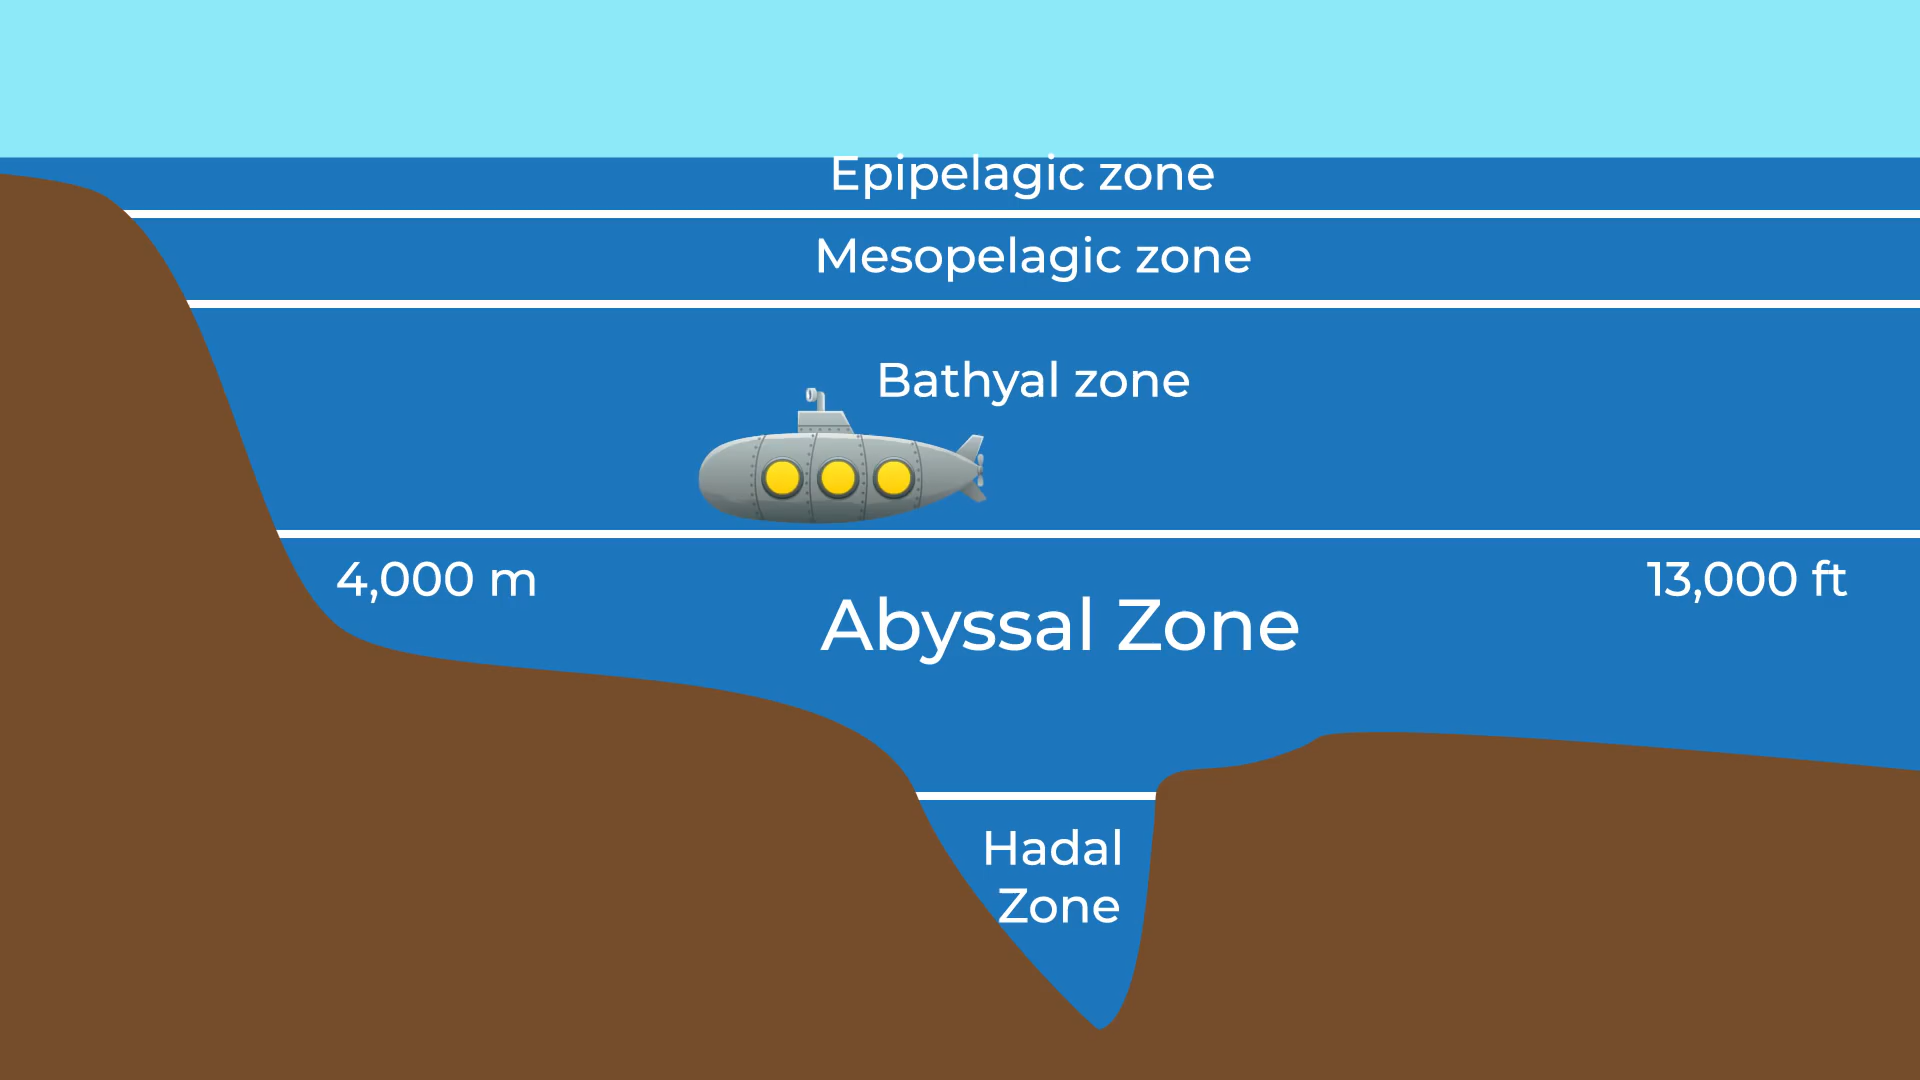 Epipelagic zone
Mesopelagic zone
Bathyal zone
4,000 m
13,000 ft
Abyssal Zone
Hadal
Zone